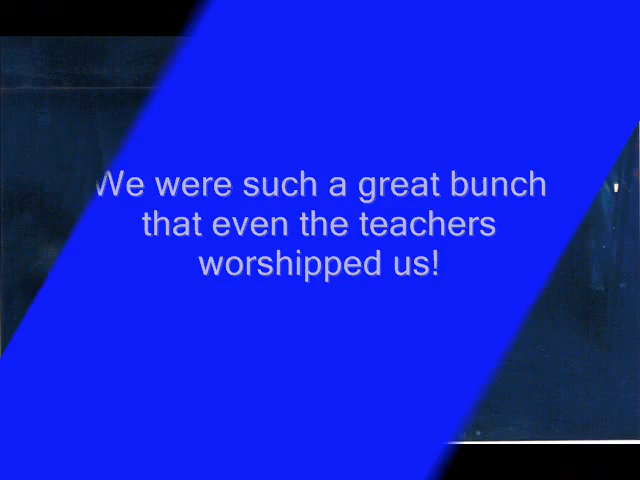 We were such a great bunch
that even the teachers
worshipped us!